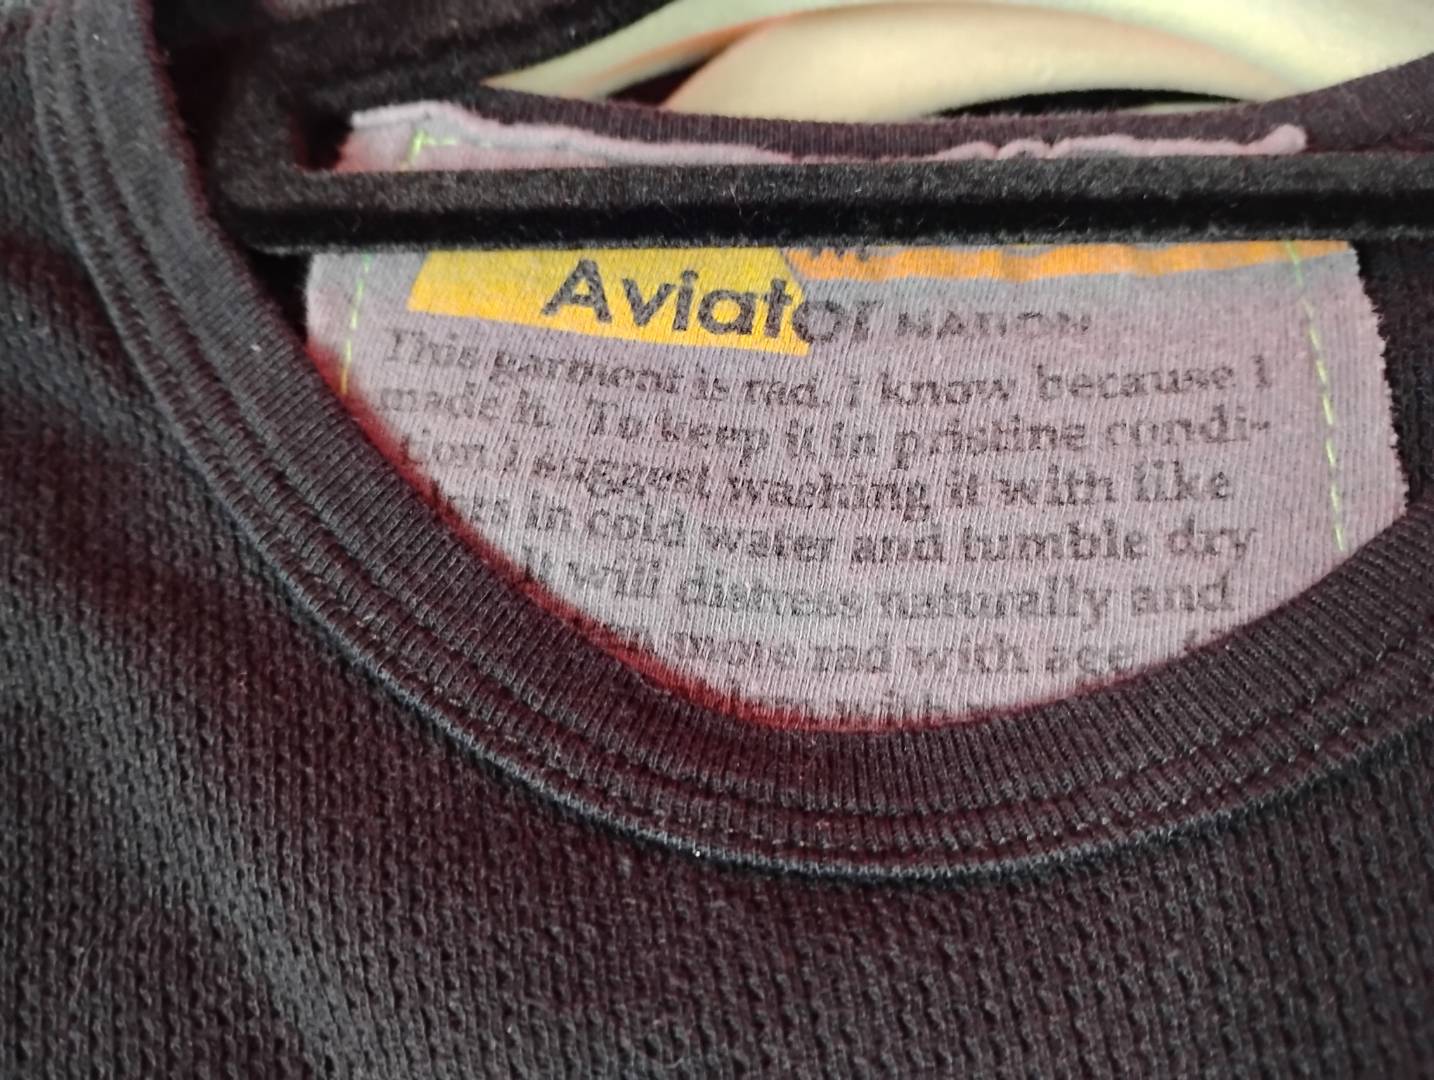 Aviator NATION
This garment is rad. I know because I
made it. To keep it in pristine condi-
tion I suggest washing it with like
in cold water and tumble dry
It will distress naturally and
more rad with age